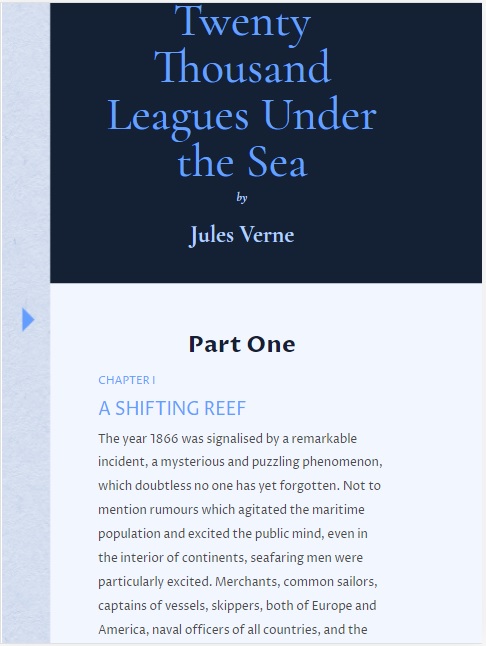 Twenty
Thousand
Leagues Under
the Sea
by
Jules Verne
Part One
CHAPTER I
A SHIFTING REEF
The year 1866 was signalised by a remarkable
incident, a mysterious and puzzling phenomenon,
which doubtless no one has yet forgotten. Not to
mention rumours which agitated the maritime
population and excited the public mind, even in
the interior of continents, seafaring men were
particularly excited. Merchants, common sailors,
captains of vessels, skippers, both of Europe and
America, naval officers of all countries, and the